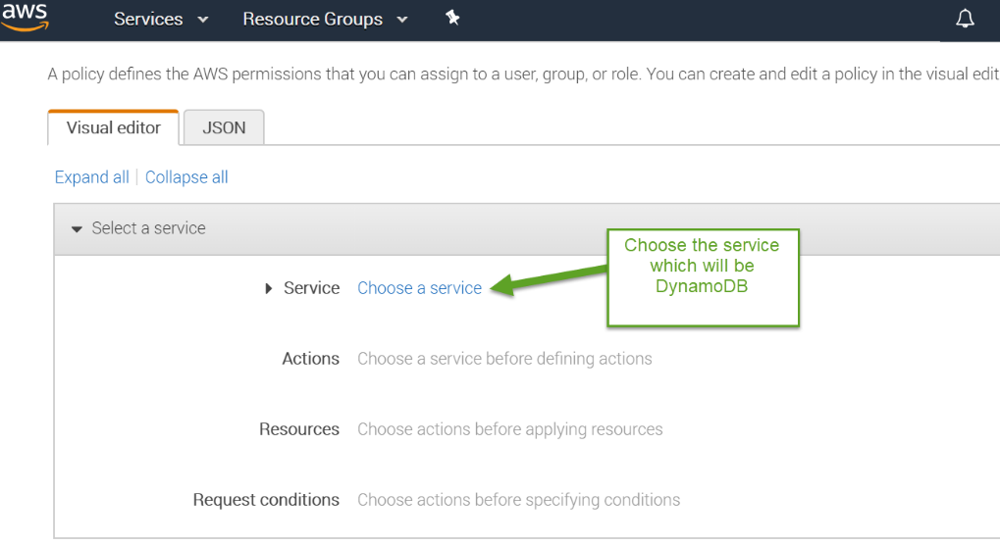 aws
Services
Resource Groups
A policy defines the AWS permissions that you can assign to a user, group, or role. You can create and edit a policy in the visual edit
Visual editor
JSON
Expand all | Collapse all
Select a service
Choose the service
which will be
DynamoDB
Service Choose a service
Actions Choose a service before defining actions
Resources Choose actions before applying resources
Request conditions Choose actions before specifying conditions